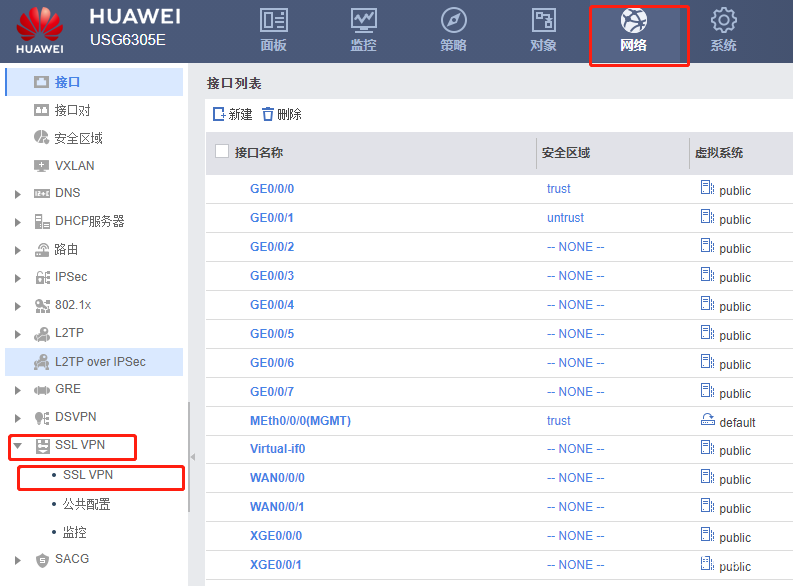 HUAWEI
HUAWEI
USG6305E
面板
监控
策略
对象
网络
系统
接口
接口对
安全区域
VXLAN
DNS
DHCP服务器
路由
IPSec
802.1x
L2TP
L2TP over IPSec
GRE
DSVPN
SSL VPN
SSL VPN
公共配置
监控
SACG
接口列表
新建 删除
接口名称 安全区域 虚拟系统
GE0/0/0 trust public
GE0/0/1 untrust public
GE0/0/2 -- NONE -- public
GE0/0/3 -- NONE -- public
GE0/0/4 -- NONE -- public
GE0/0/5 -- NONE -- public
GE0/0/6 -- NONE -- public
GE0/0/7 -- NONE -- public
MEth0/0/0(MGMT) trust default
Virtual-if0 -- NONE -- public
WAN0/0/0 -- NONE -- public
WAN0/0/1 -- NONE -- public
XGE0/0/0 -- NONE -- public
XGE0/0/1 -- NONE -- public